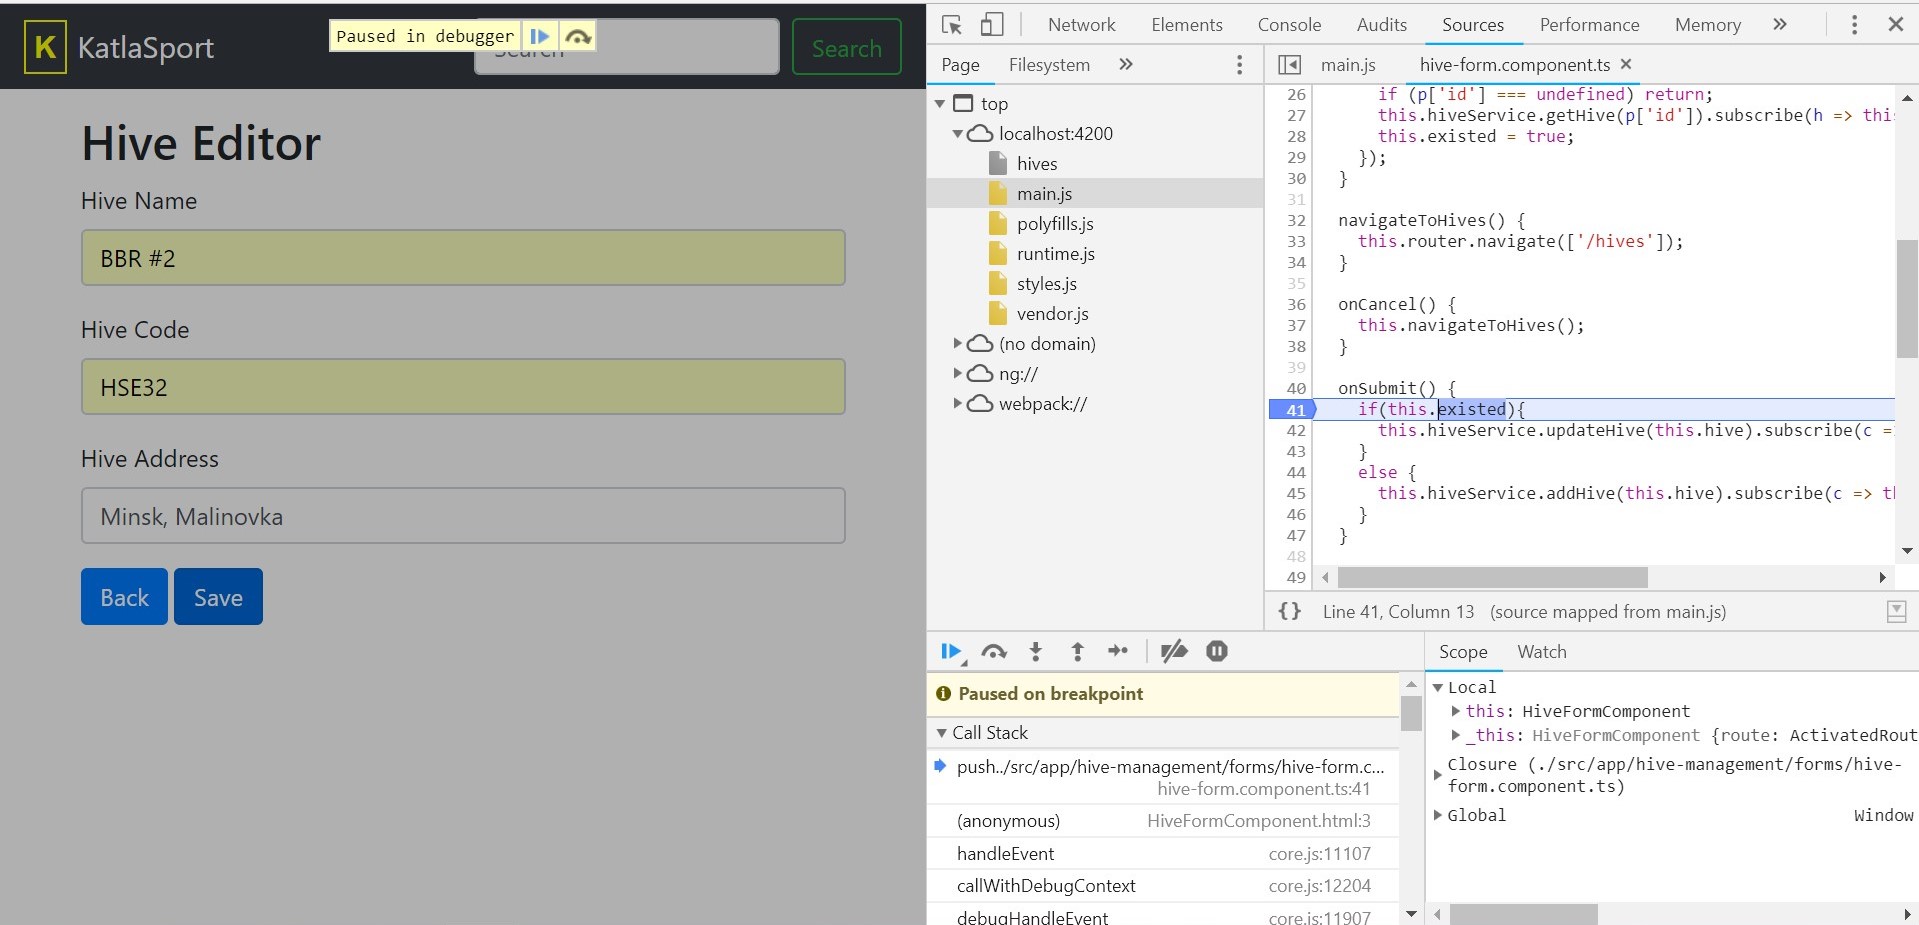 K KatlaSport
Paused in debugger
Search
Search
Hive Editor
Hive Name
BBR #2
Hive Code
HSE32
Hive Address
Minsk, Malinovka
Back Save
Network Elements Console Audits Sources Performance Memory
Page Filesystem
top
localhost:4200
hives
main.js
polyfills.js
runtime.js
styles.js
vendor.js
(no domain)
ng://
webpack://
main.js hive-form.component.ts
26 if (p['id'] === undefined) return;
27 this.hiveService.getHive(p['id']).subscribe(h => thi
28 this.existed = true;
29 });
30 }
31
32 navigateToHives() {
33 this.router.navigate(['/hives']);
34 }
35
36 onCancel() {
37 this.navigateToHives();
38 }
39
40 onSubmit() {
41 if(this.existed){
42 this.hiveService.updateHive(this.hive).subscribe(c =
43 }
44 else {
45 this.hiveService.addHive(this.hive).subscribe(c => th
46 }
47 }
48
49
{} Line 41, Column 13 (source mapped from main.js)
Paused on breakpoint
Call Stack
push../src/app/hive-management/forms/hive-form.c...
hive-form.component.ts:41
(anonymous) HiveFormComponent.html:3
handleEvent core.js:11107
callWithDebugContext core.js:12204
debugHandleEvent core.js:11907
Scope Watch
Local
this: HiveFormComponent
_this: HiveFormComponent {route: ActivatedRout
Closure (./src/app/hive-management/forms/hive-
form.component.ts)
Global Window